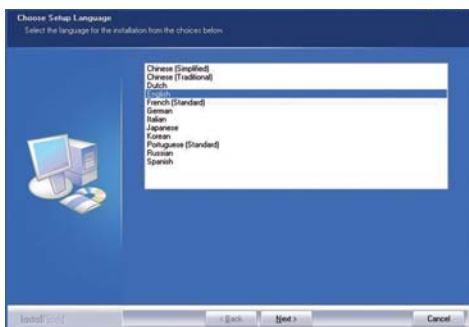 Choose Setup Language
Select the language for the installation from the choices below.
Chinese (Simplified)
Chinese (Traditional)
Dutch
English
French (Standard)
German
Italian
Japanese
Korean
Portuguese (Standard)
Russian
Spanish
InstallShield
< Back
Next >
Cancel